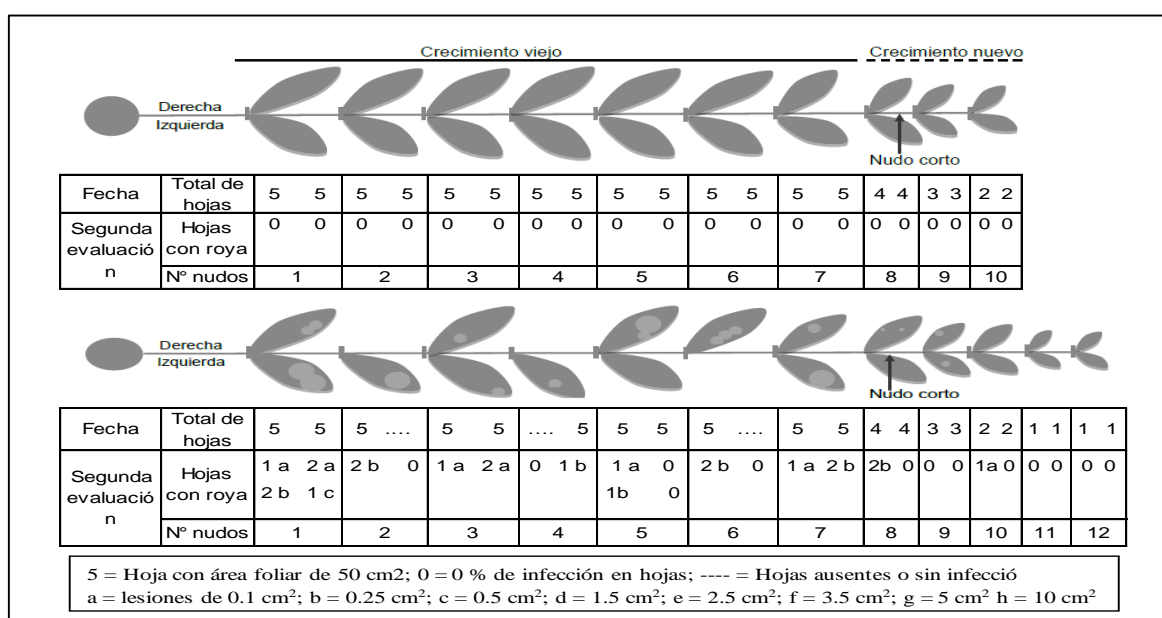 Crecimiento viejo Crecimiento nuevo
Derecha
Izquierda
Nudo corto
Fecha Total de hojas 5 5 5 5 5 5 5 5 5 5 5 5 5 5 4 4 3 3 2 2
Segunda evaluació n Hojas con roya 0 0 0 0 0 0 0 0 0 0 0 0 0 0 0 0 0 0 0 0
N° nudos 1 2 3 4 5 6 7 8 9 10
Derecha
Izquierda
Nudo corto
Fecha Total de hojas 5 5 5 .... 5 5 .... 5 5 5 5 .... 5 5 4 4 3 3 2 2 1 1 1 1
Segunda evaluació n Hojas con roya 1 a 2 a 2 b 0 1 a 2 a 0 1 b 1 a 0 2 b 0 1 a 2 b 2b 0 0 0 1a 0 0 0 0 0
2 b 1 c 1b 0
N° nudos 1 2 3 4 5 6 7 8 9 10 11 12
5 = Hoja con área foliar de 50 cm2; 0 = 0 % de infección en hojas; ---- = Hojas ausentes o sin infecció
a = lesiones de 0.1 cm²; b = 0.25 cm²; c = 0.5 cm²; d = 1.5 cm²; e = 2.5 cm²; f = 3.5 cm²; g = 5 cm² h = 10 cm²